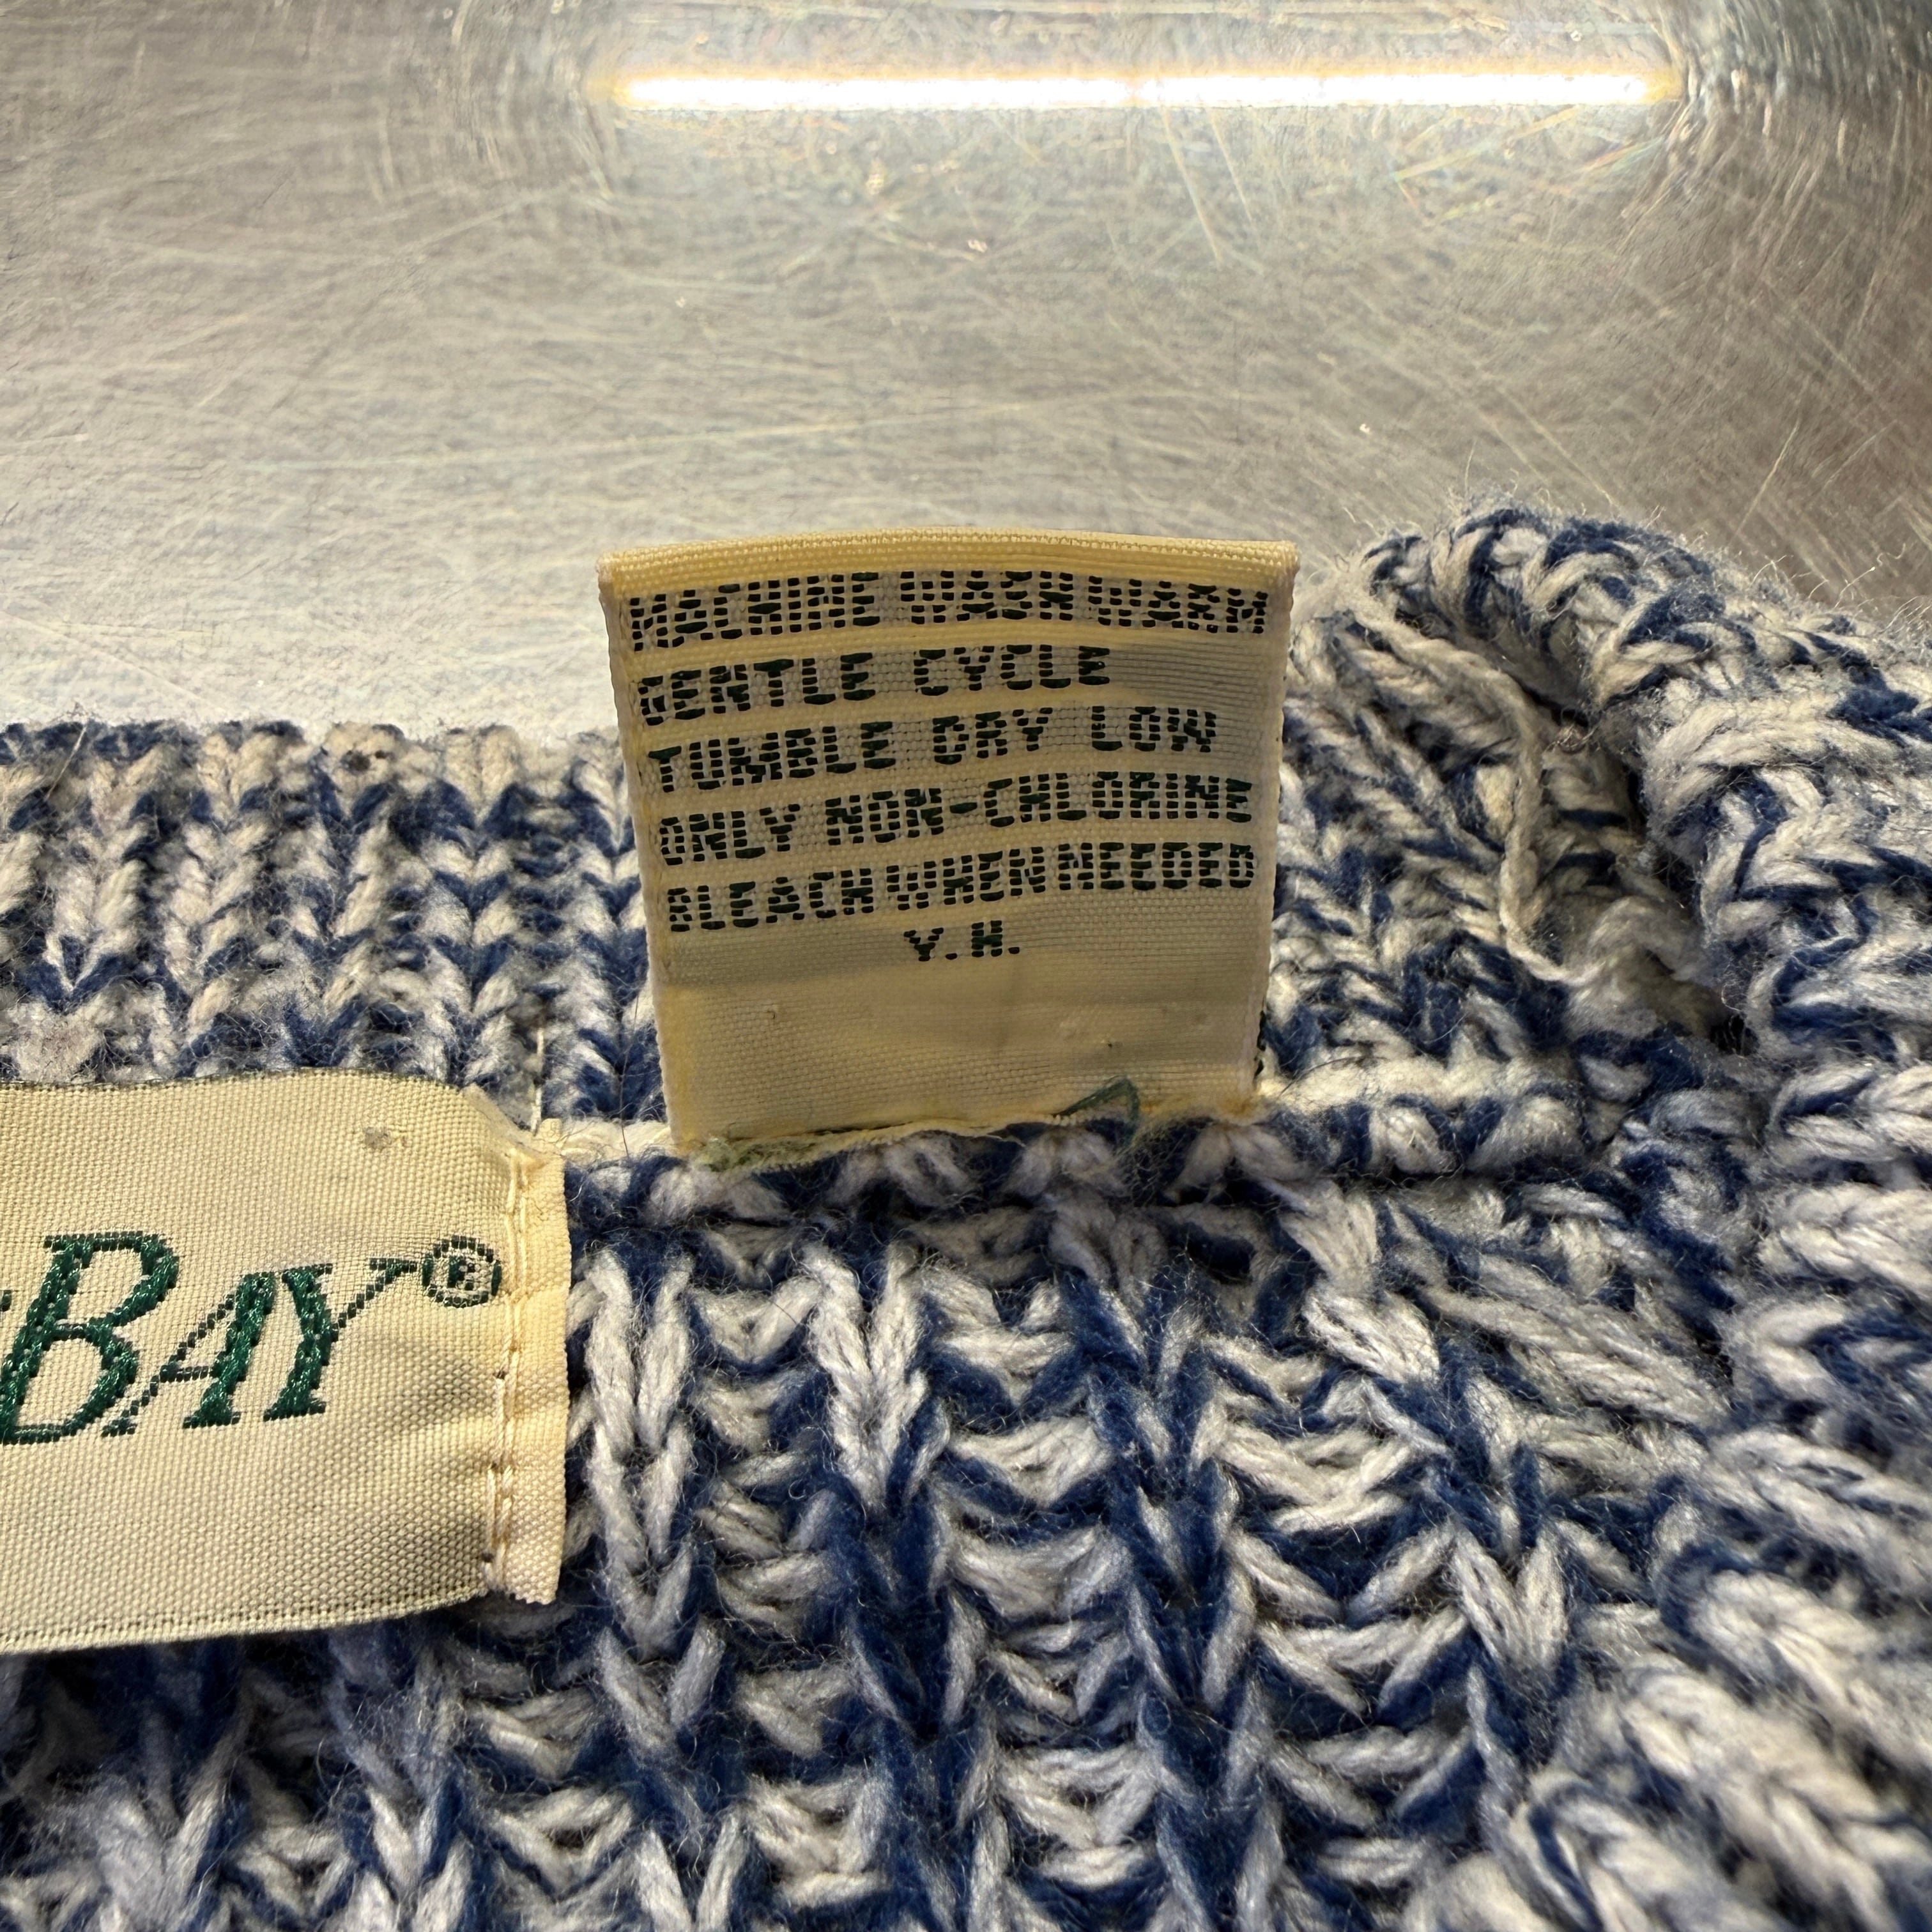 MACHINE WASH WARM
GENTLE CYCLE
TUMBLE DRY LOW
ONLY NON-CHLORINE
BLEACH WHEN NEEDED
Y.H.
BAY®